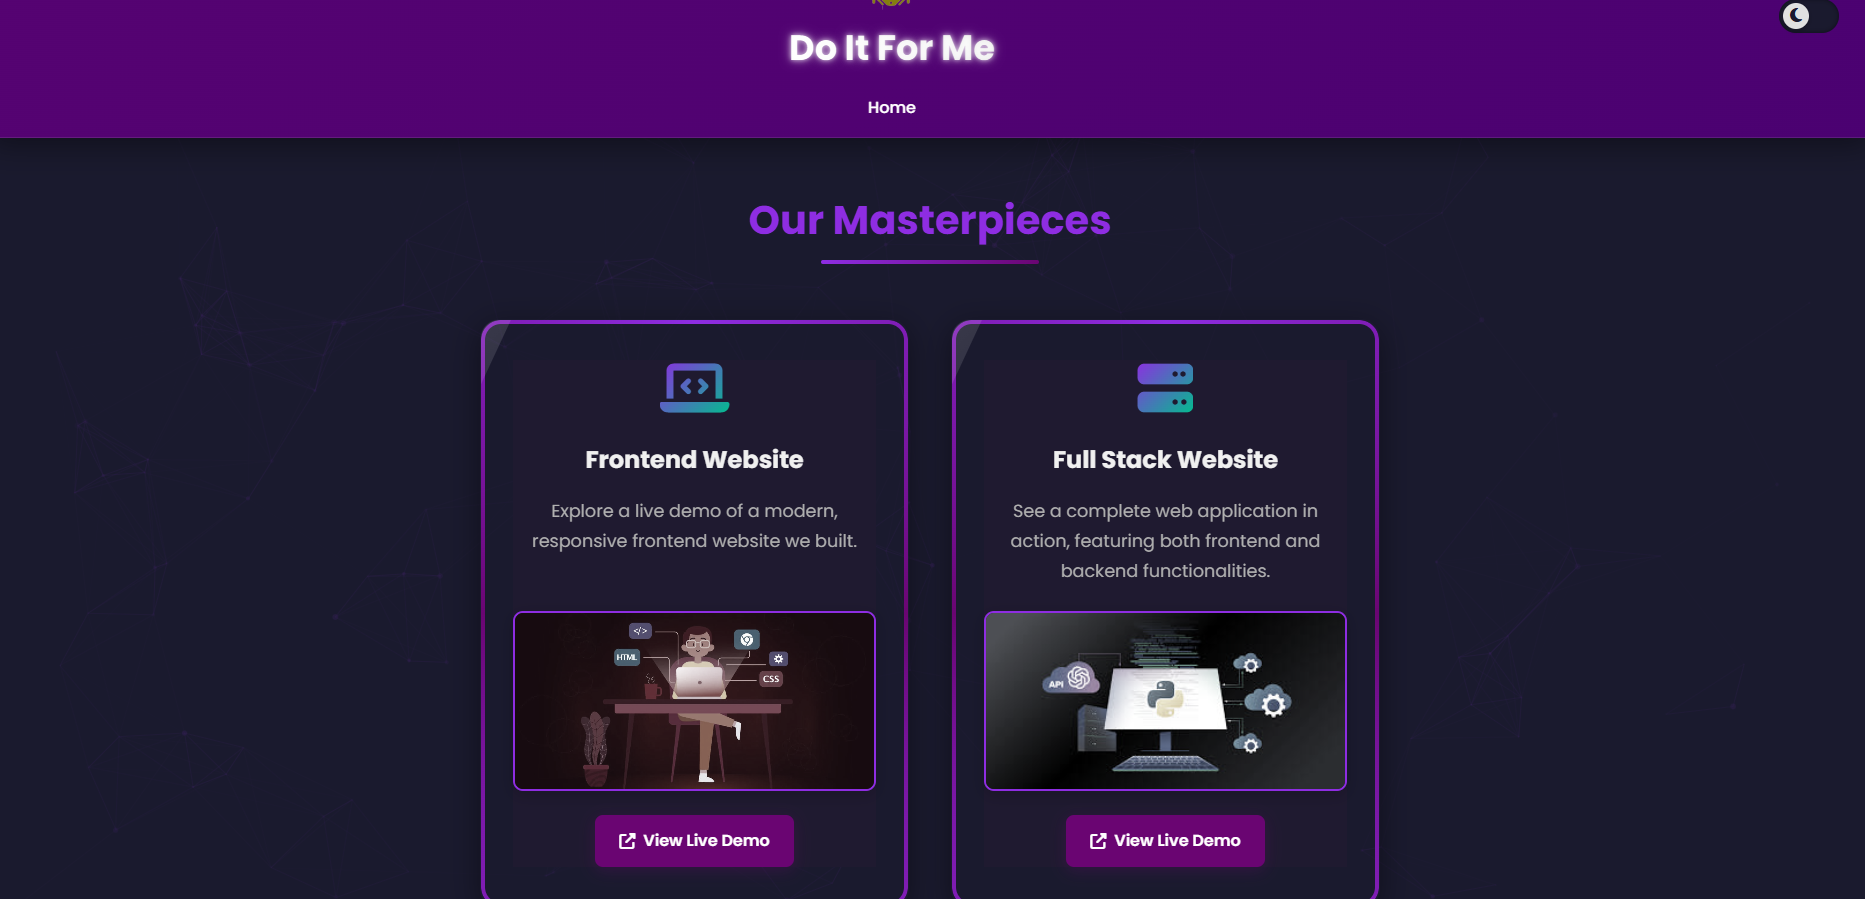 Do It For Me
Home
Our Masterpieces
Frontend Website
Explore a live demo of a modern,
responsive frontend website we built.
</>
HTML
CSS
View Live Demo
Full Stack Website
See a complete web application in
action, featuring both frontend and
backend functionalities.
API
View Live Demo